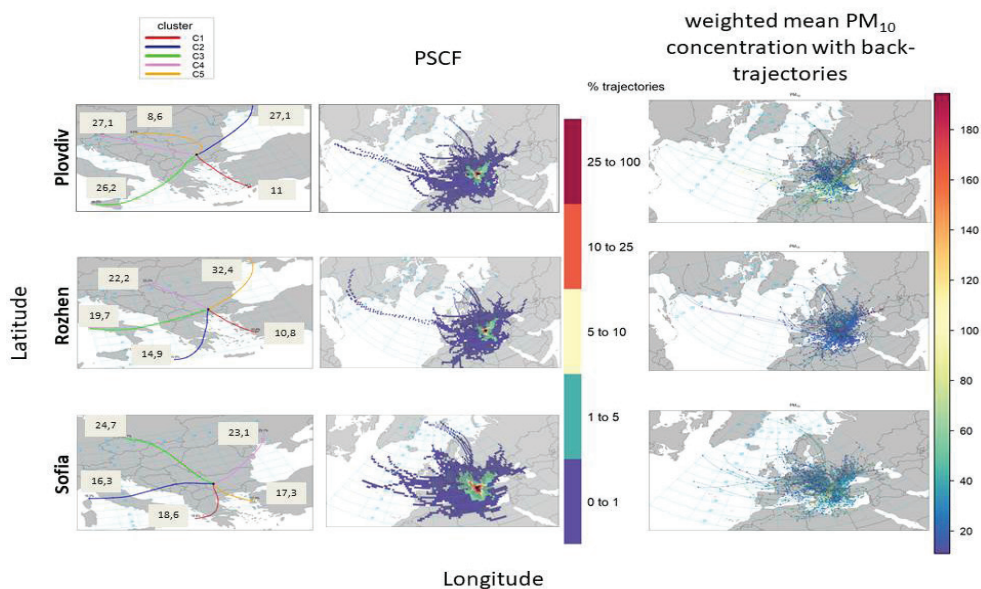 cluster
C1
C2
C3
C4
C5
PSCF
weighted mean PM₁₀
concentration with back-
trajectories
% trajectories
25 to 100
10 to 25
5 to 10
1 to 5
0 to 1
PM₁₀
180
160
140
120
100
80
60
40
20
Latitude
Plovdiv
27,1
8,6
27,1
26,2
11
Rozhen
22,2
32,4
19,7
10,8
14,9
PM₁₀
Sofia
24,7
23,1
16,3
17,3
18,6
PM₁₀
Longitude